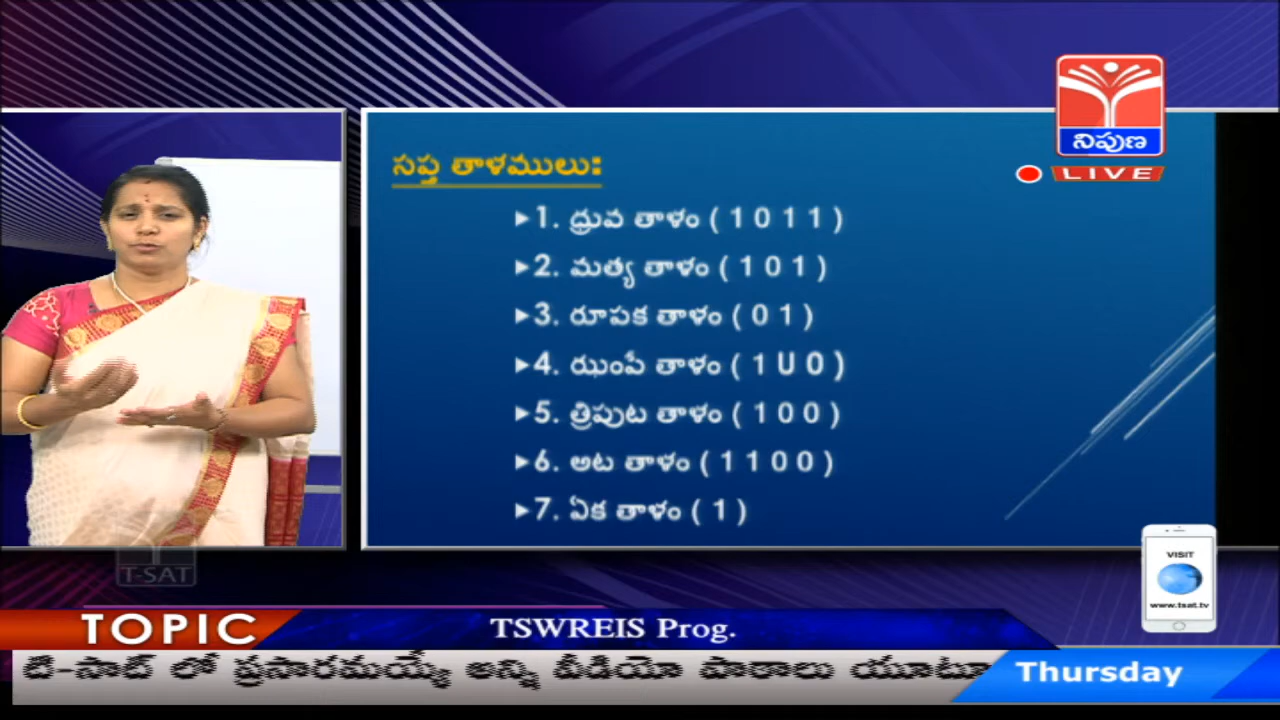 నిపుణ
LIVE
సప్త తాళములు:
►1. ధ్రువ తాళం ( 1 0 1 1 )
►2. మత్య తాళం ( 1 0 1 )
►3. రూపక తాళం ( 0 1 )
►4. ఝంపే తాళం ( 1 U 0 )
►5. త్రిపుట తాళం ( 1 0 0 )
►6. అట తాళం ( 1 1 0 0 )
►7. ఏక తాళం ( 1 )
VISIT
www.tsat.tv
T-SAT
TOPIC TSWREIS Prog.
టి-సాట్ లో ప్రసారమయ్యే అన్ని వీడియో పాఠాలు యూటూ Thursday